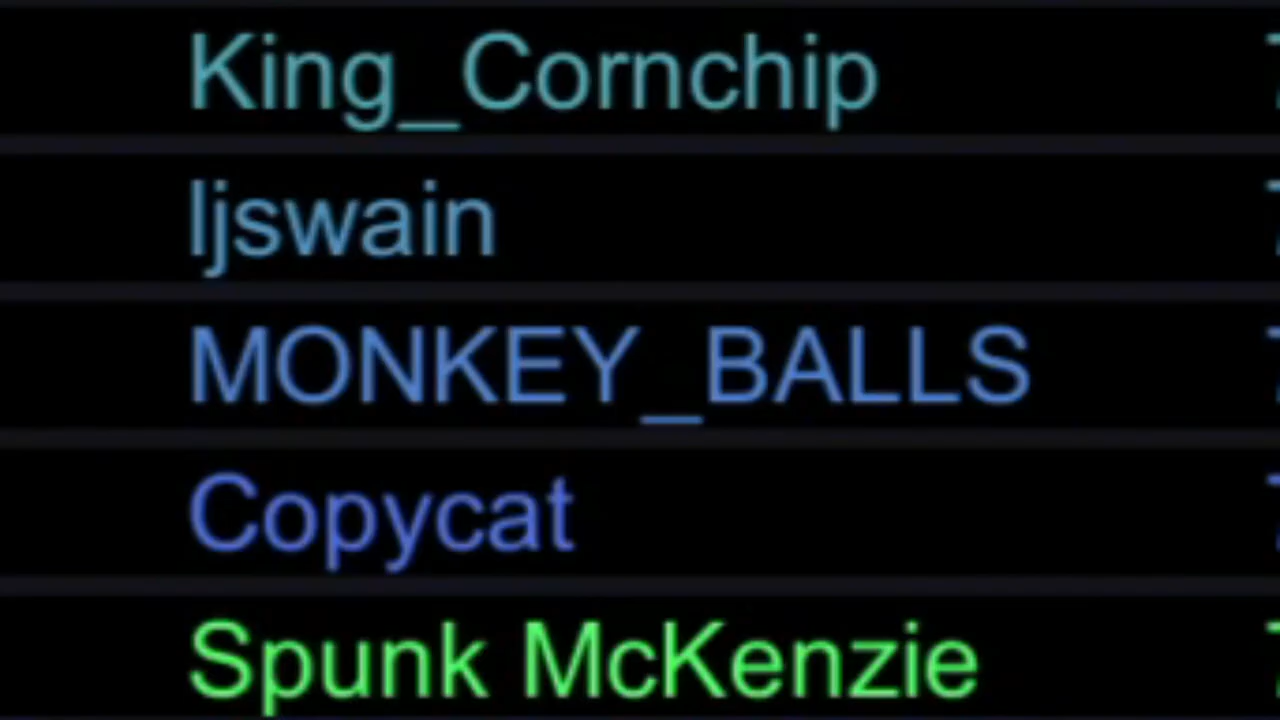 King_Cornchip
ljswain
MONKEY_BALLS
Copycat
Spunk McKenzie